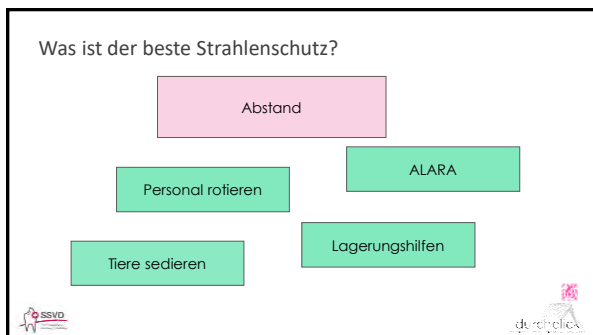 Was ist der beste Strahlenschutz?
Abstand
ALARA
Personal rotieren
Lagerungshilfen
Tiere sedieren
SSVD
durchblick